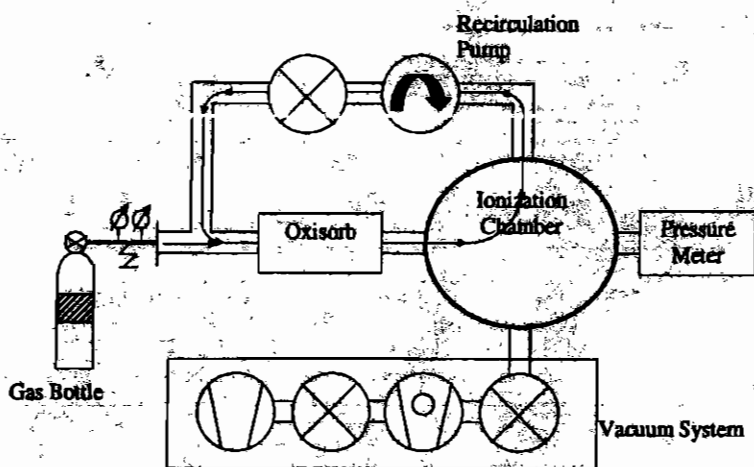 Recirculation
Pump
Ionization
Chamber
Oxisorb
Pressure
Meter
Gas Bottle
Vacuum System